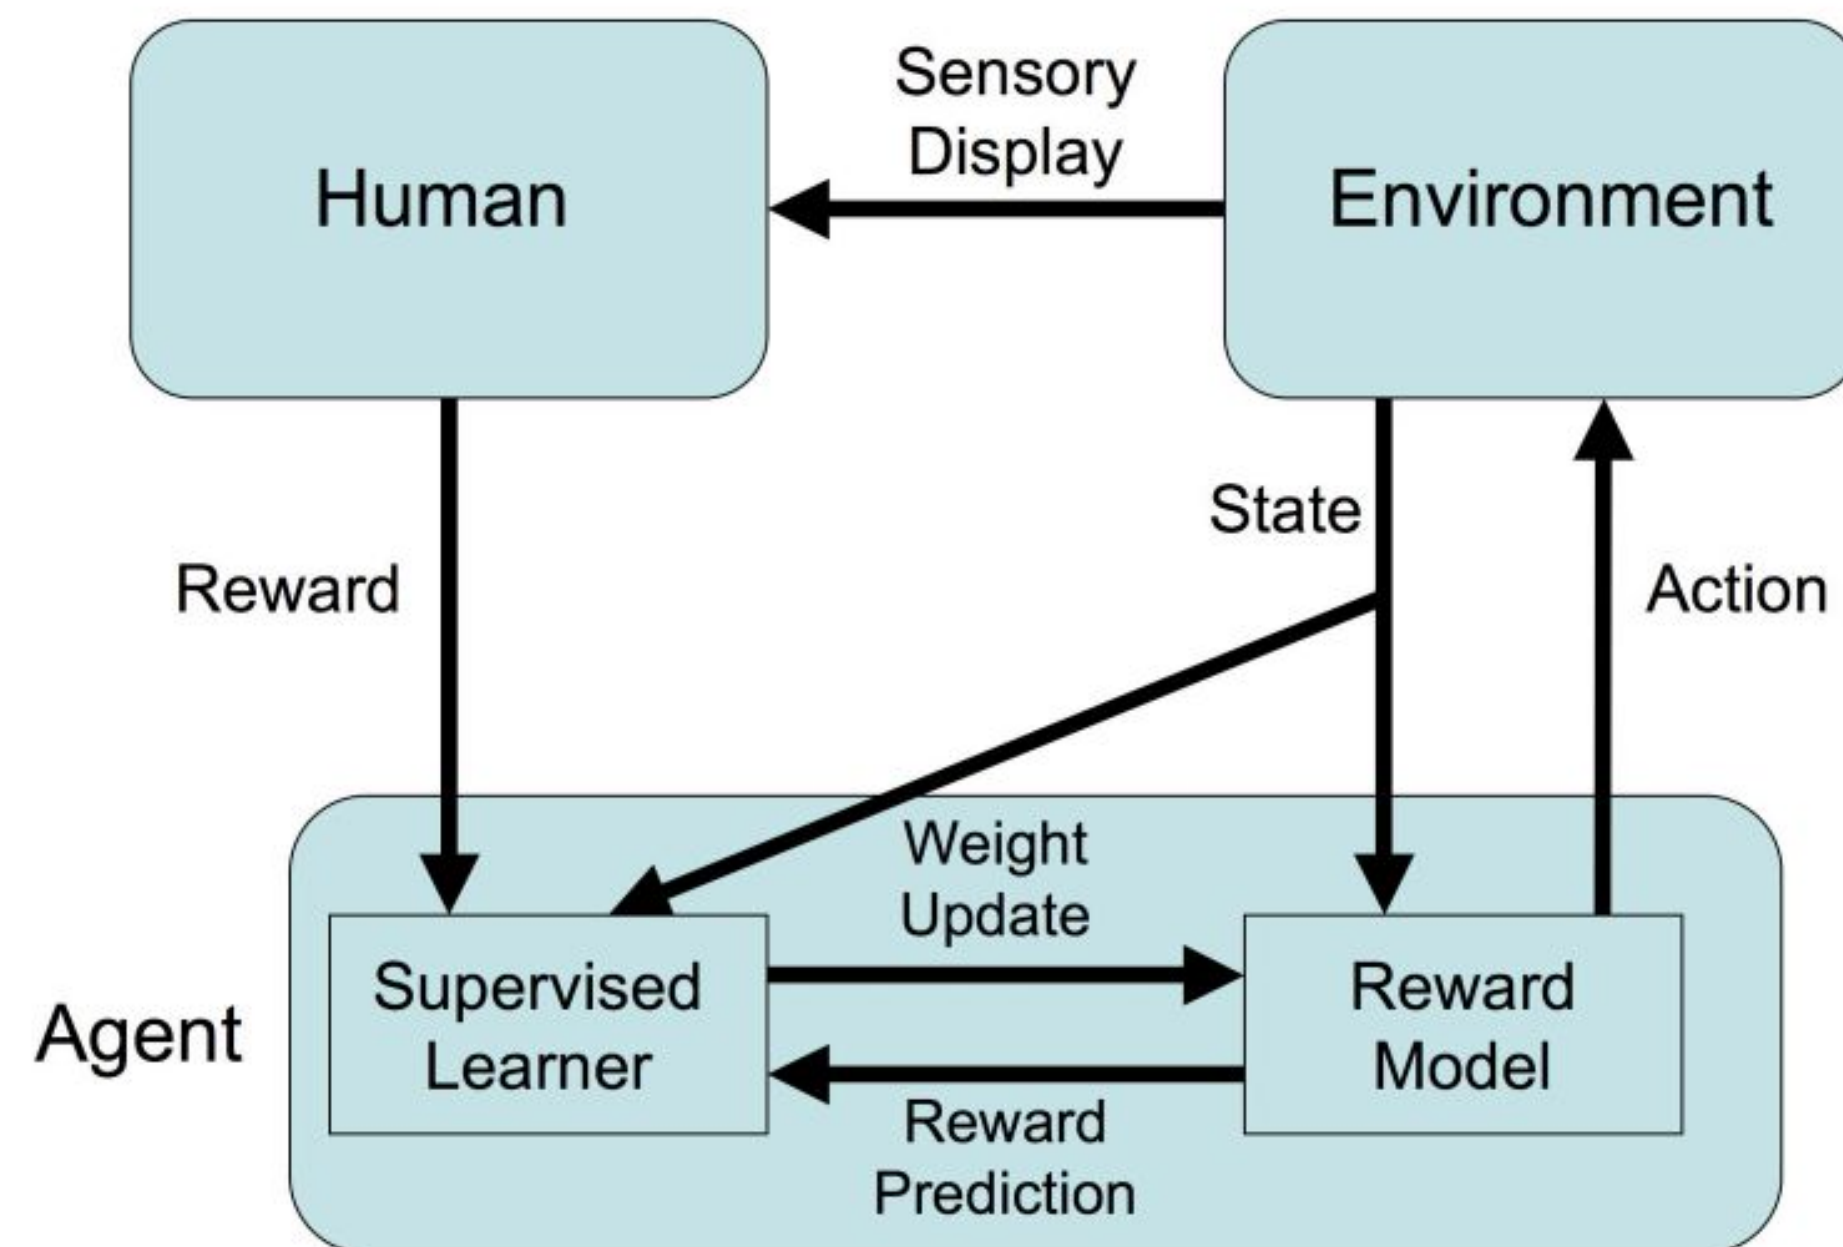 Sensory
Display
Human
Environment
State
Reward
Action
Weight
Update
Supervised
Learner
Reward
Model
Agent
Reward
Prediction